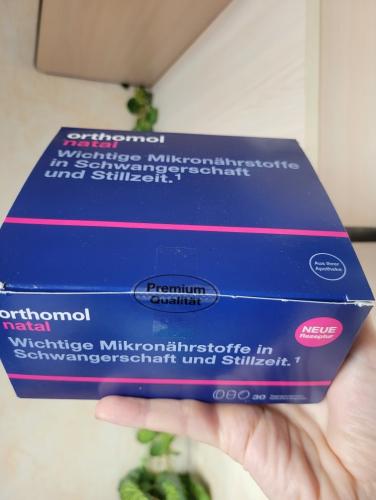 orthomol
natal
Wichtige Mikronährstoffe
in Schwangerschaft
und Stillzeit.¹
Aus Ihrer
Apotheke
Premium
Qualität
orthomol
natal
NEUE
Rezeptur
Wichtige Mikronährstoffe in
Schwangerschaft und Stillzeit.¹
30